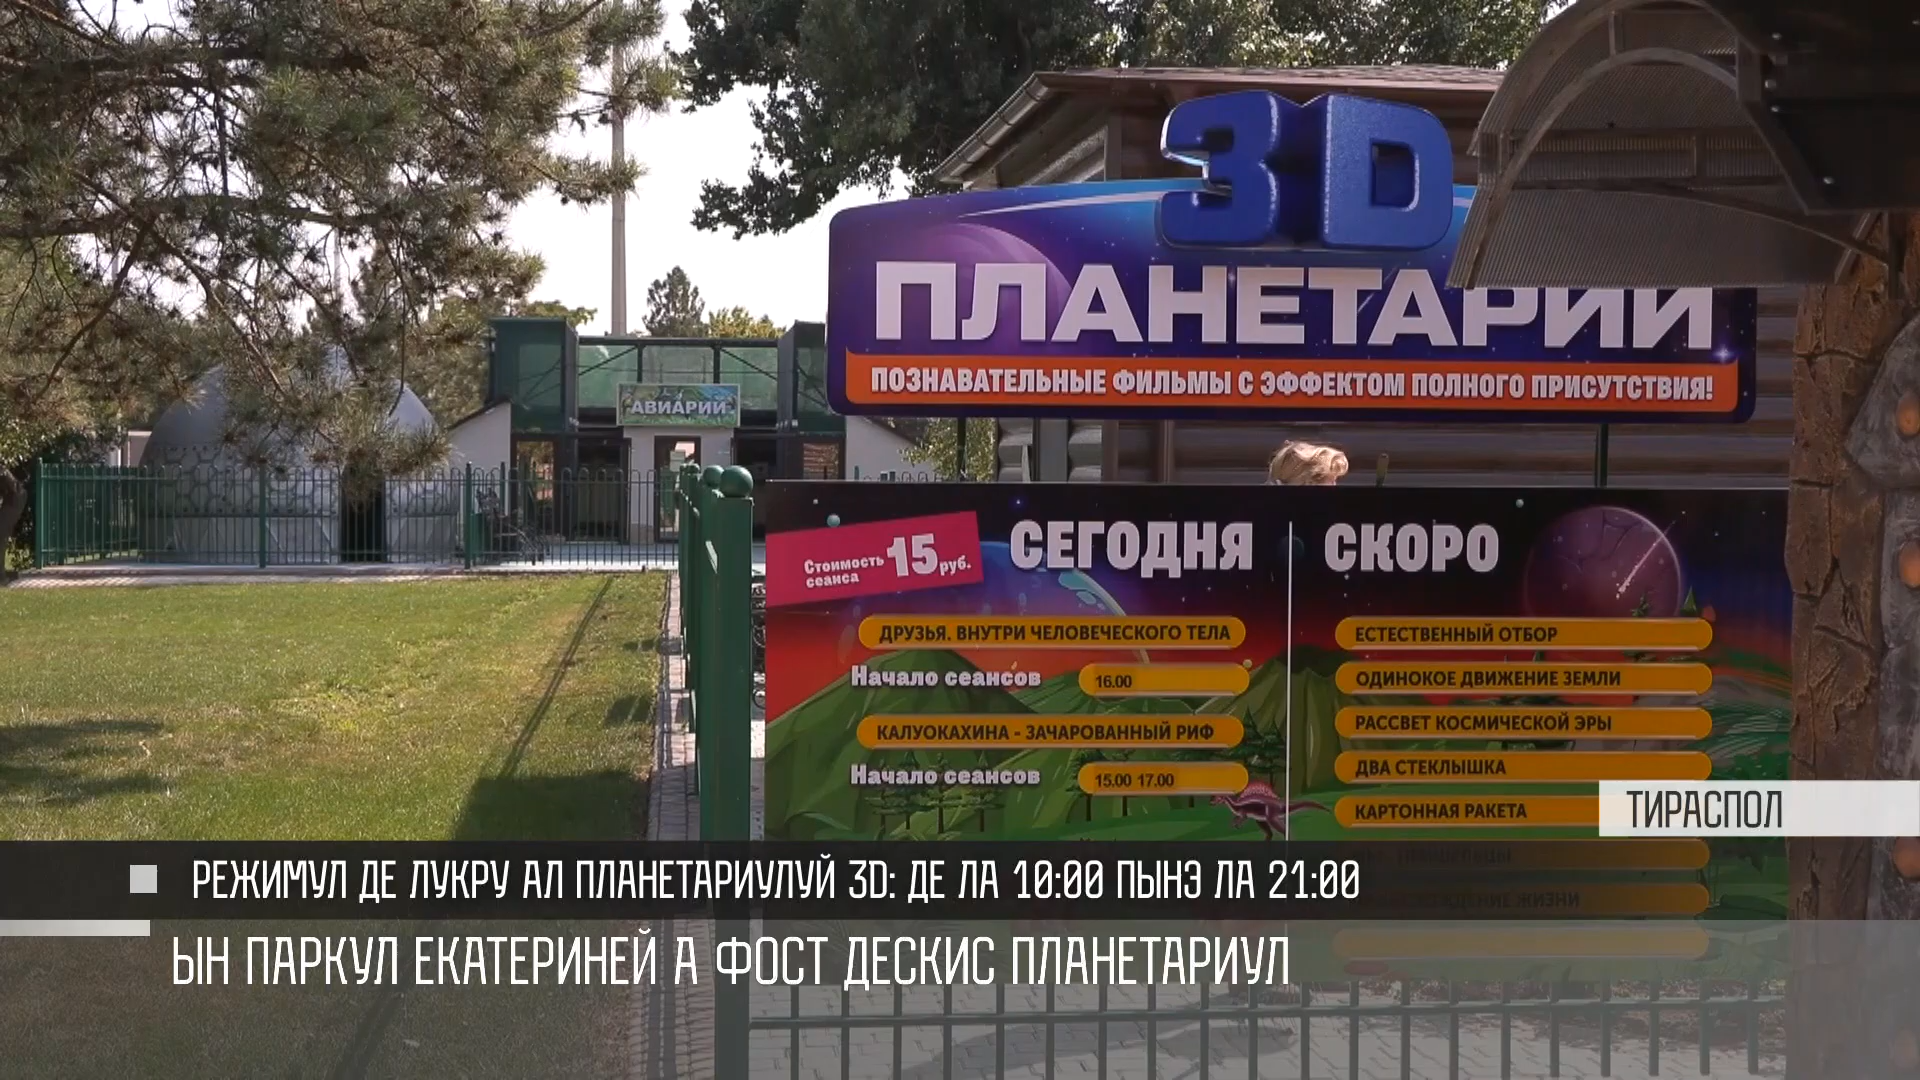 3D
ПЛАНЕТАРИЙ
ПОЗНАВАТЕЛЬНЫЕ ФИЛЬМЫ С ЭФФЕКТОМ ПОЛНОГО ПРИСУТСТВИЯ!
АВИАРИЙ
Стоимость сеанса 15 руб.
СЕГОДНЯ
ДРУЗЬЯ. ВНУТРИ ЧЕЛОВЕЧЕСКОГО ТЕЛА
Начало сеансов 16.00
КАЛУОКАХИНА - ЗАЧАРОВАННЫЙ РИФ
Начало сеансов 15.00 17.00
СКОРО
ЕСТЕСТВЕННЫЙ ОТБОР
ОДИНОКОЕ ДВИЖЕНИЕ ЗЕМЛИ
РАССВЕТ КОСМИЧЕСКОЙ ЭРЫ
ДВА СТЕКЛЫШКА
КАРТОННАЯ РАКЕТА
ЖИЗНИ
ТИРАСПОЛ
РЕЖИМУЛ ДЕ ЛУКРУ АЛ ПЛАНЕТАРИУЛУЙ 3D: ДЕ ЛА 10:00 ПЫНЭ ЛА 21:00
ЫН ПАРКУЛ ЕКАТЕРИНЕЙ А ФОСТ ДЕСКИС ПЛАНЕТАРИУЛ